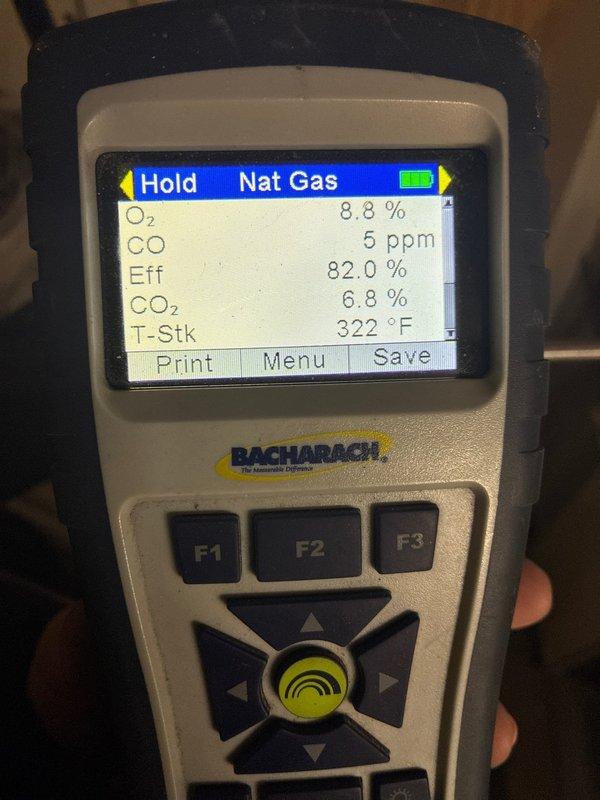 Hold Nat Gas
O₂ 8.8 %
CO 5 ppm
Eff 82.0 %
CO₂ 6.8 %
T-Stk 322 °F
Print Menu Save
BACHARACH®
The Measurable Difference
F1 F2 F3